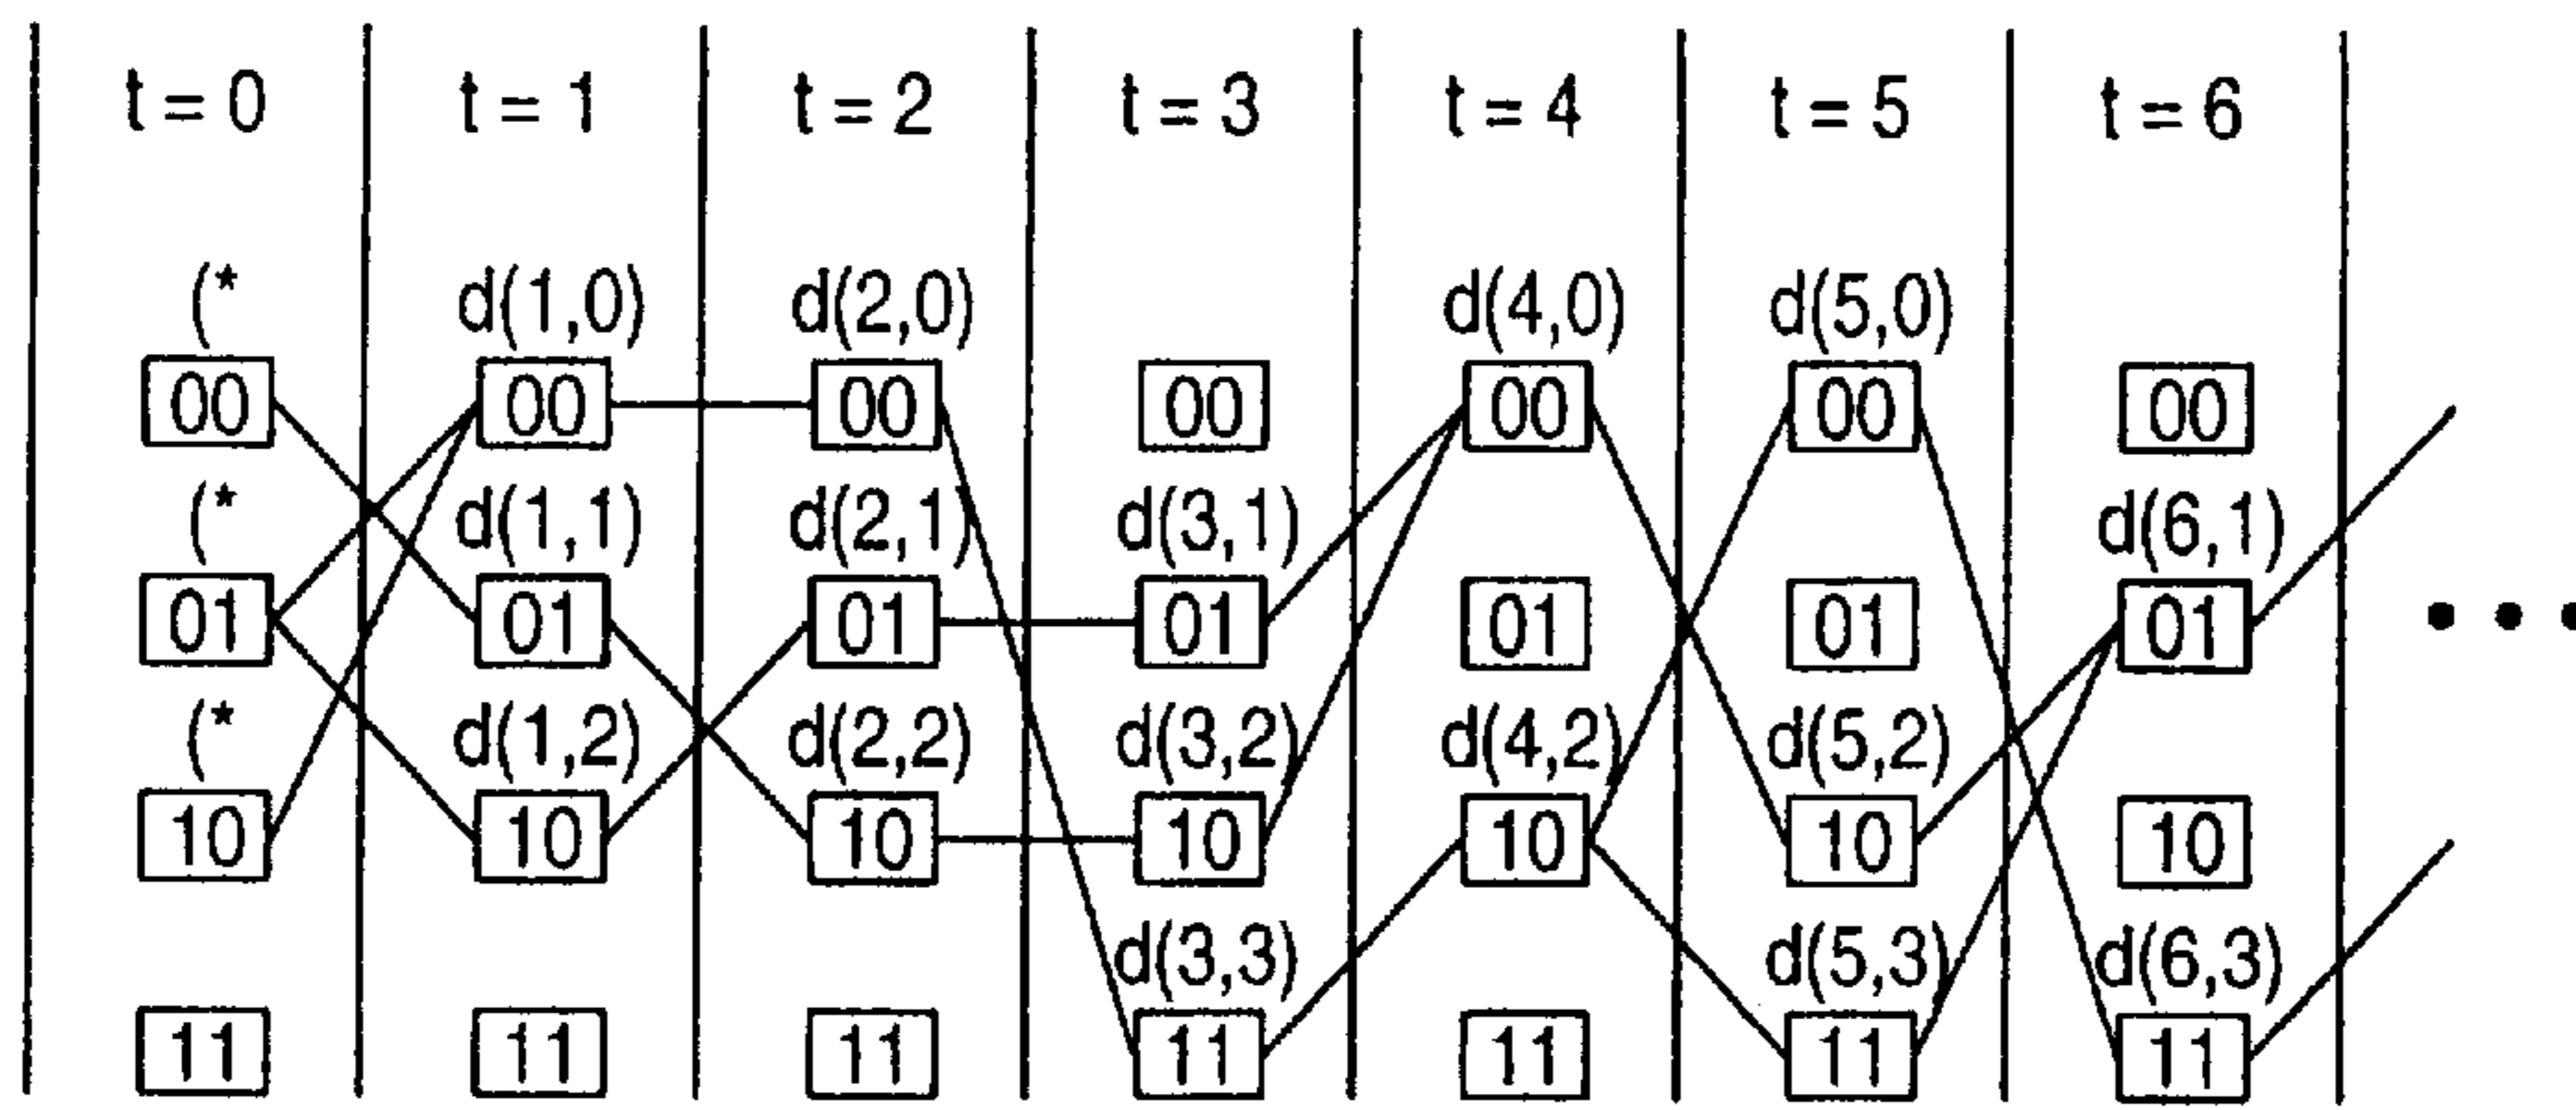 t = 0 t = 1 t = 2 t = 3 t = 4 t = 5 t = 6
(* d(1,0) d(2,0) d(4,0) d(5,0)
00 00 00 00 00 00 00
(* d(1,1) d(2,1) d(3,1) d(6,1)
01 01 01 01 01 01 01
(* d(1,2) d(2,2) d(3,2) d(4,2) d(5,2)
10 10 10 10 10 10 10
d(3,3) d(5,3) d(6,3)
11 11 11 11 11 11 11